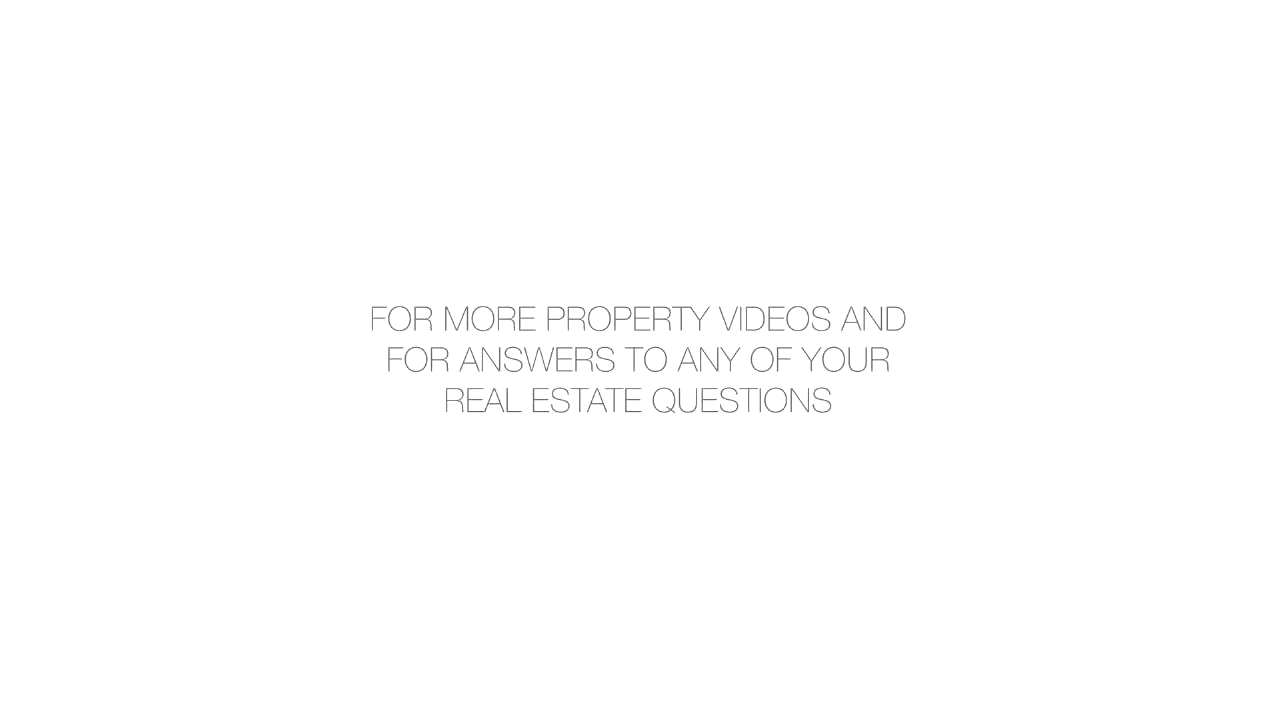 FOR MORE PROPERTY VIDEOS AND
FOR ANSWERS TO ANY OF YOUR
REAL ESTATE QUESTIONS